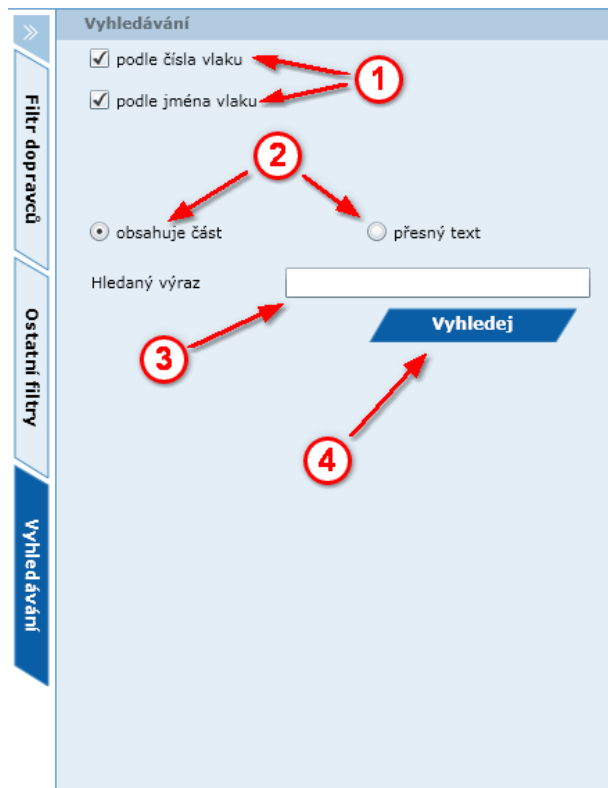 Vyhledávání
podle čísla vlaku
1
podle jména vlaku
2
obsahuje část
přesný text
Hledaný výraz
Vyhledej
3
4
Filtr dopravců
Ostatní filtry
Vyhledávání